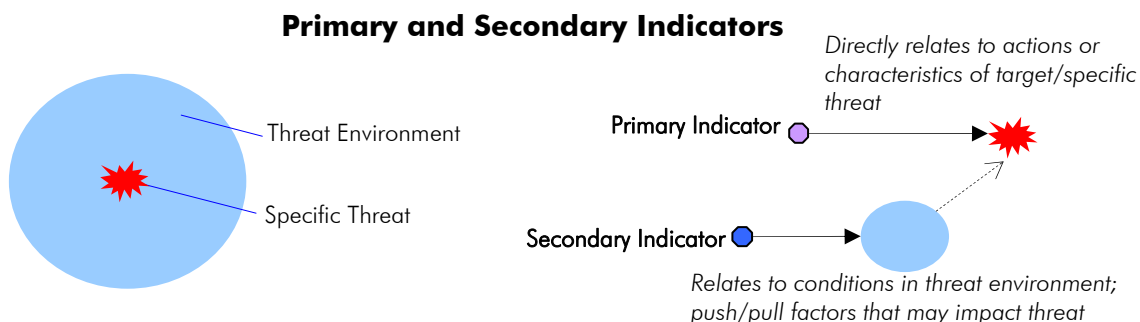 Primary and Secondary Indicators
Threat Environment
Specific Threat
Directly relates to actions or
characteristics of target/specific
threat
Primary Indicator
Secondary Indicator
Relates to conditions in threat environment;
push/pull factors that may impact threat